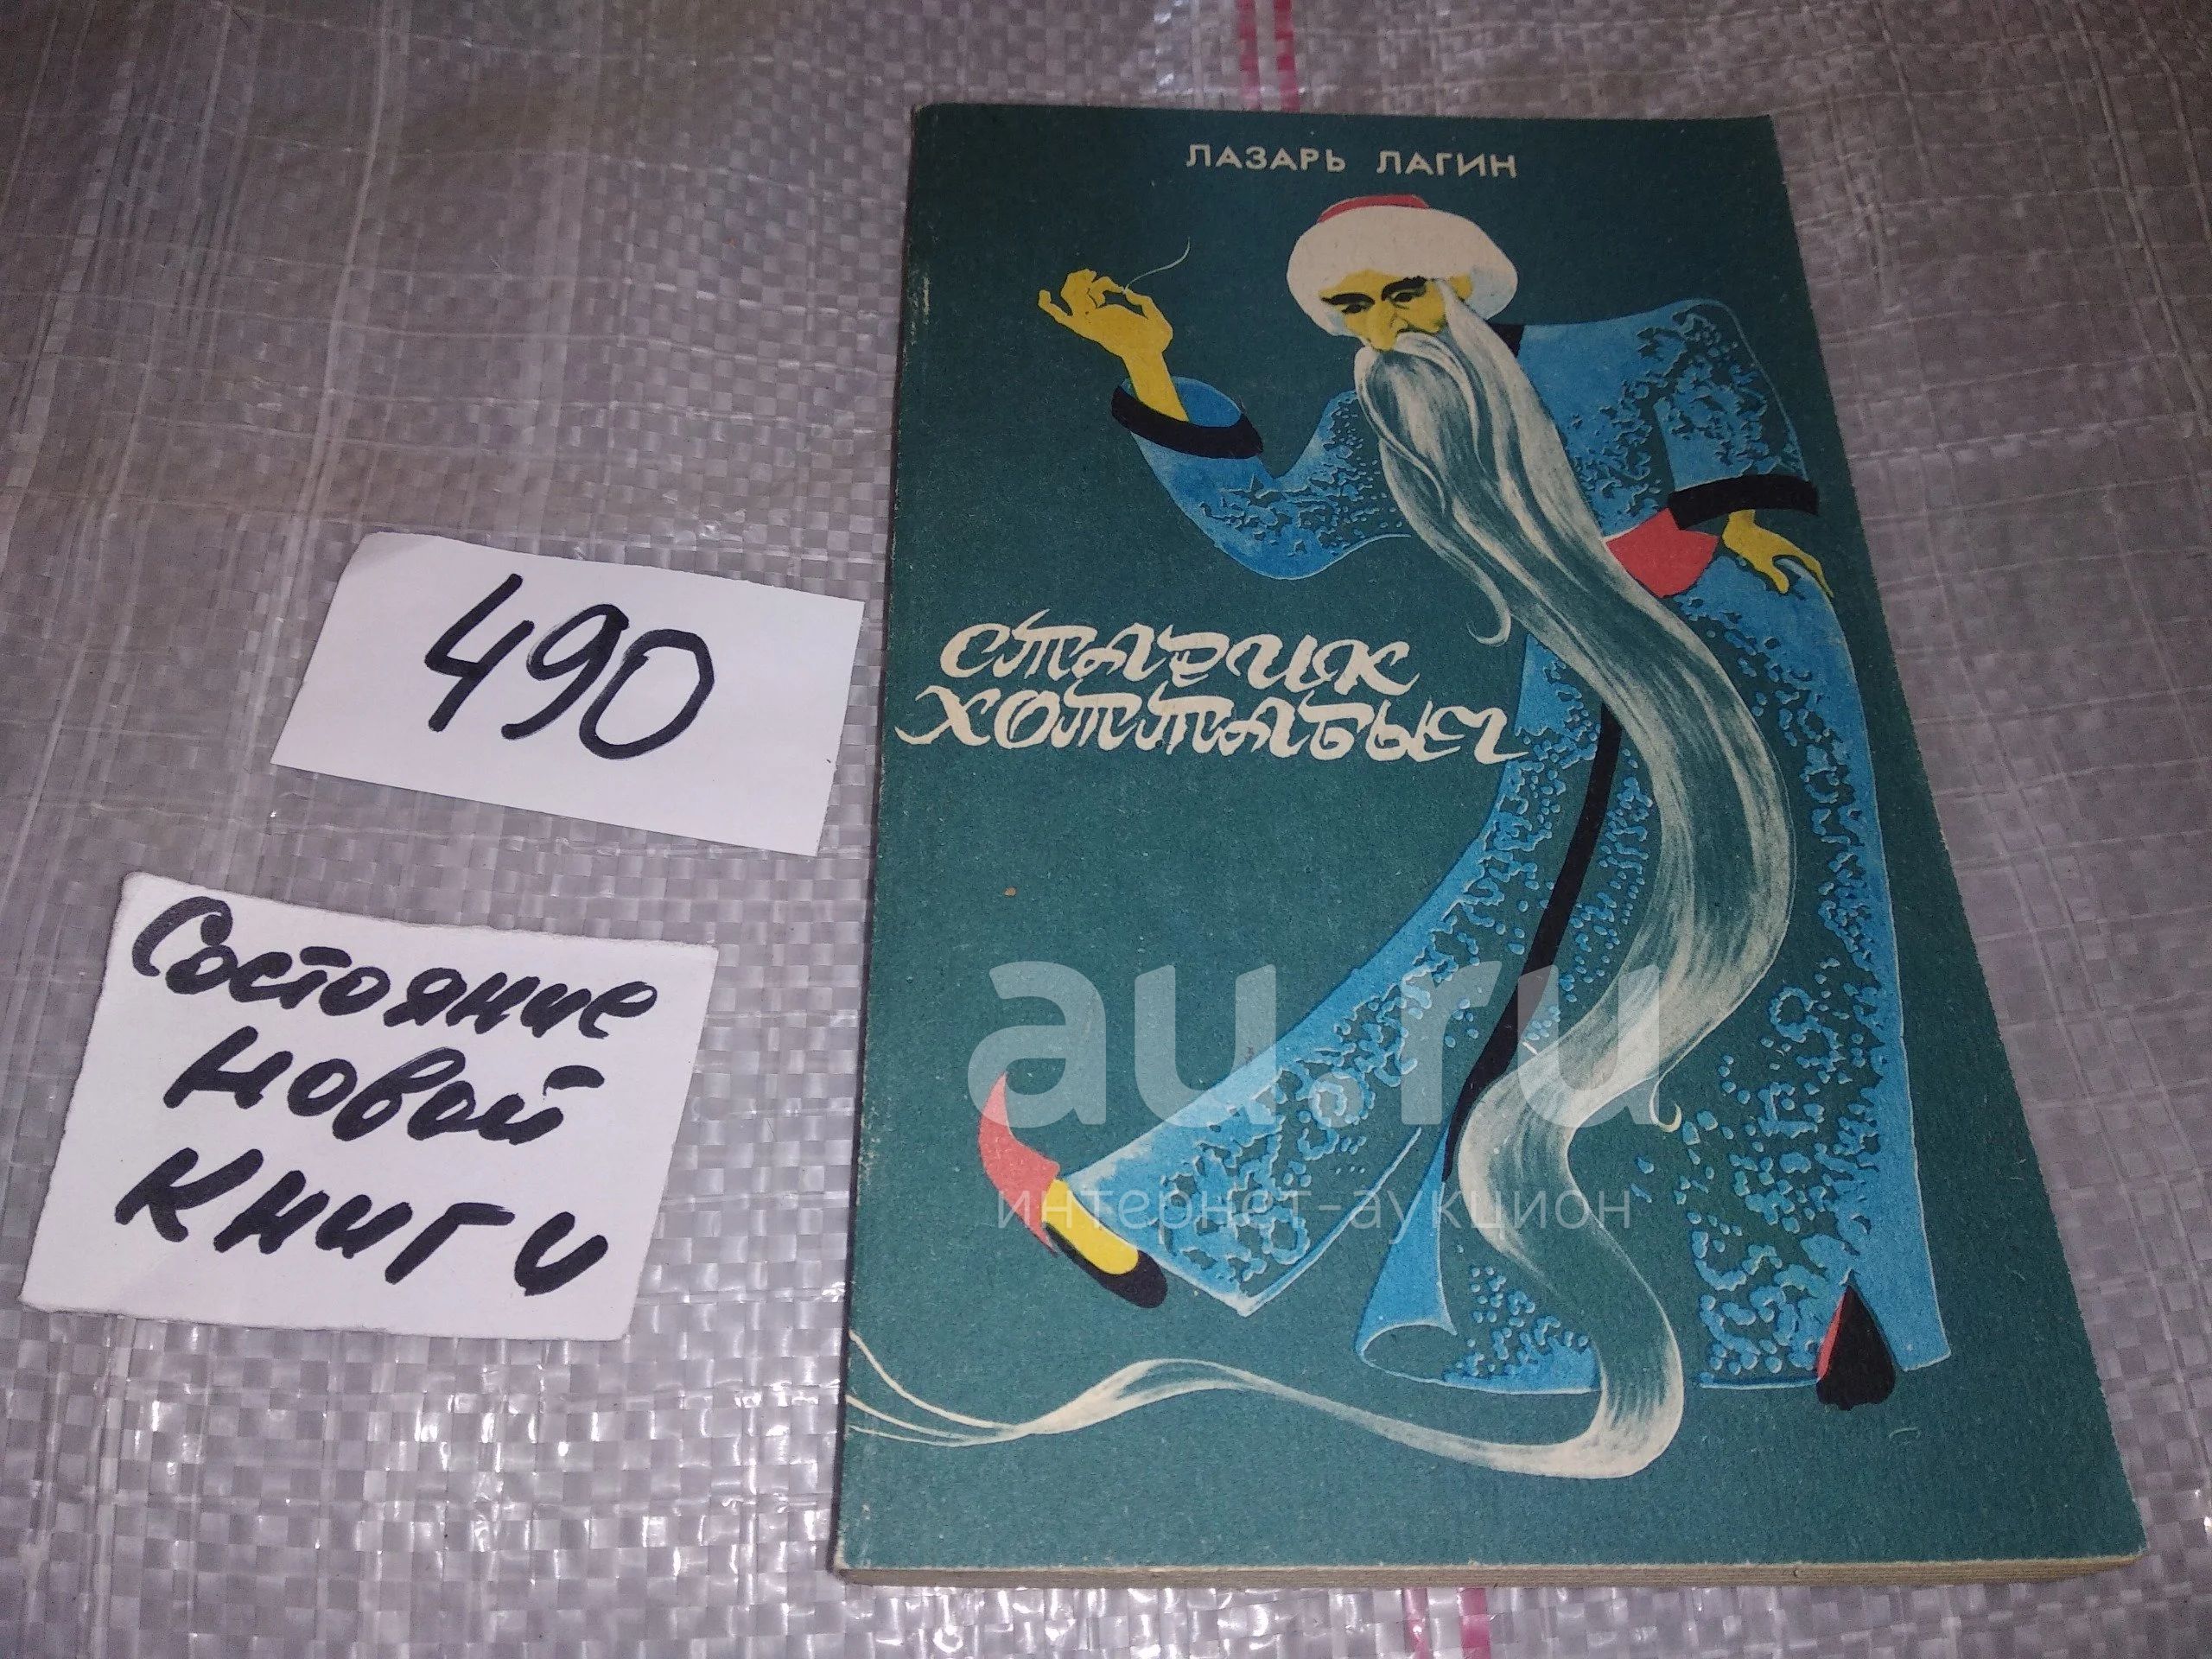 ЛАЗАРЬ ЛАГИН
СТАРИК
ХОТТАБЫЧ
490
Состояние
новой
книги
au.ru
интернет-аукцион